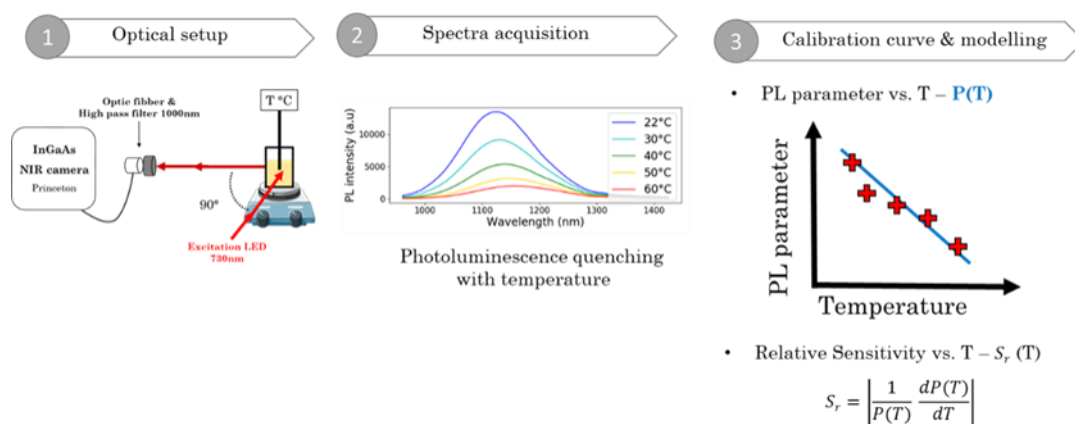 1
Optical setup
Optic fibber &
High pass filter 1000nm
T °C
InGaAs
NIR camera
Princeton
90°
Excitation LED
730nm
2
Spectra acquisition
PL intensity (a.u)
10000
5000
0
22°C
30°C
40°C
50°C
60°C
1000 1100 1200 1300 1400
Wavelength (nm)
Photoluminescence quenching
with temperature
3
Calibration curve & modelling
• PL parameter vs. T – P(T)
PL parameter
Temperature
• Relative Sensitivity vs. T – Sᵣ (T)
Sᵣ = |1/P(T) dP(T)/dT|